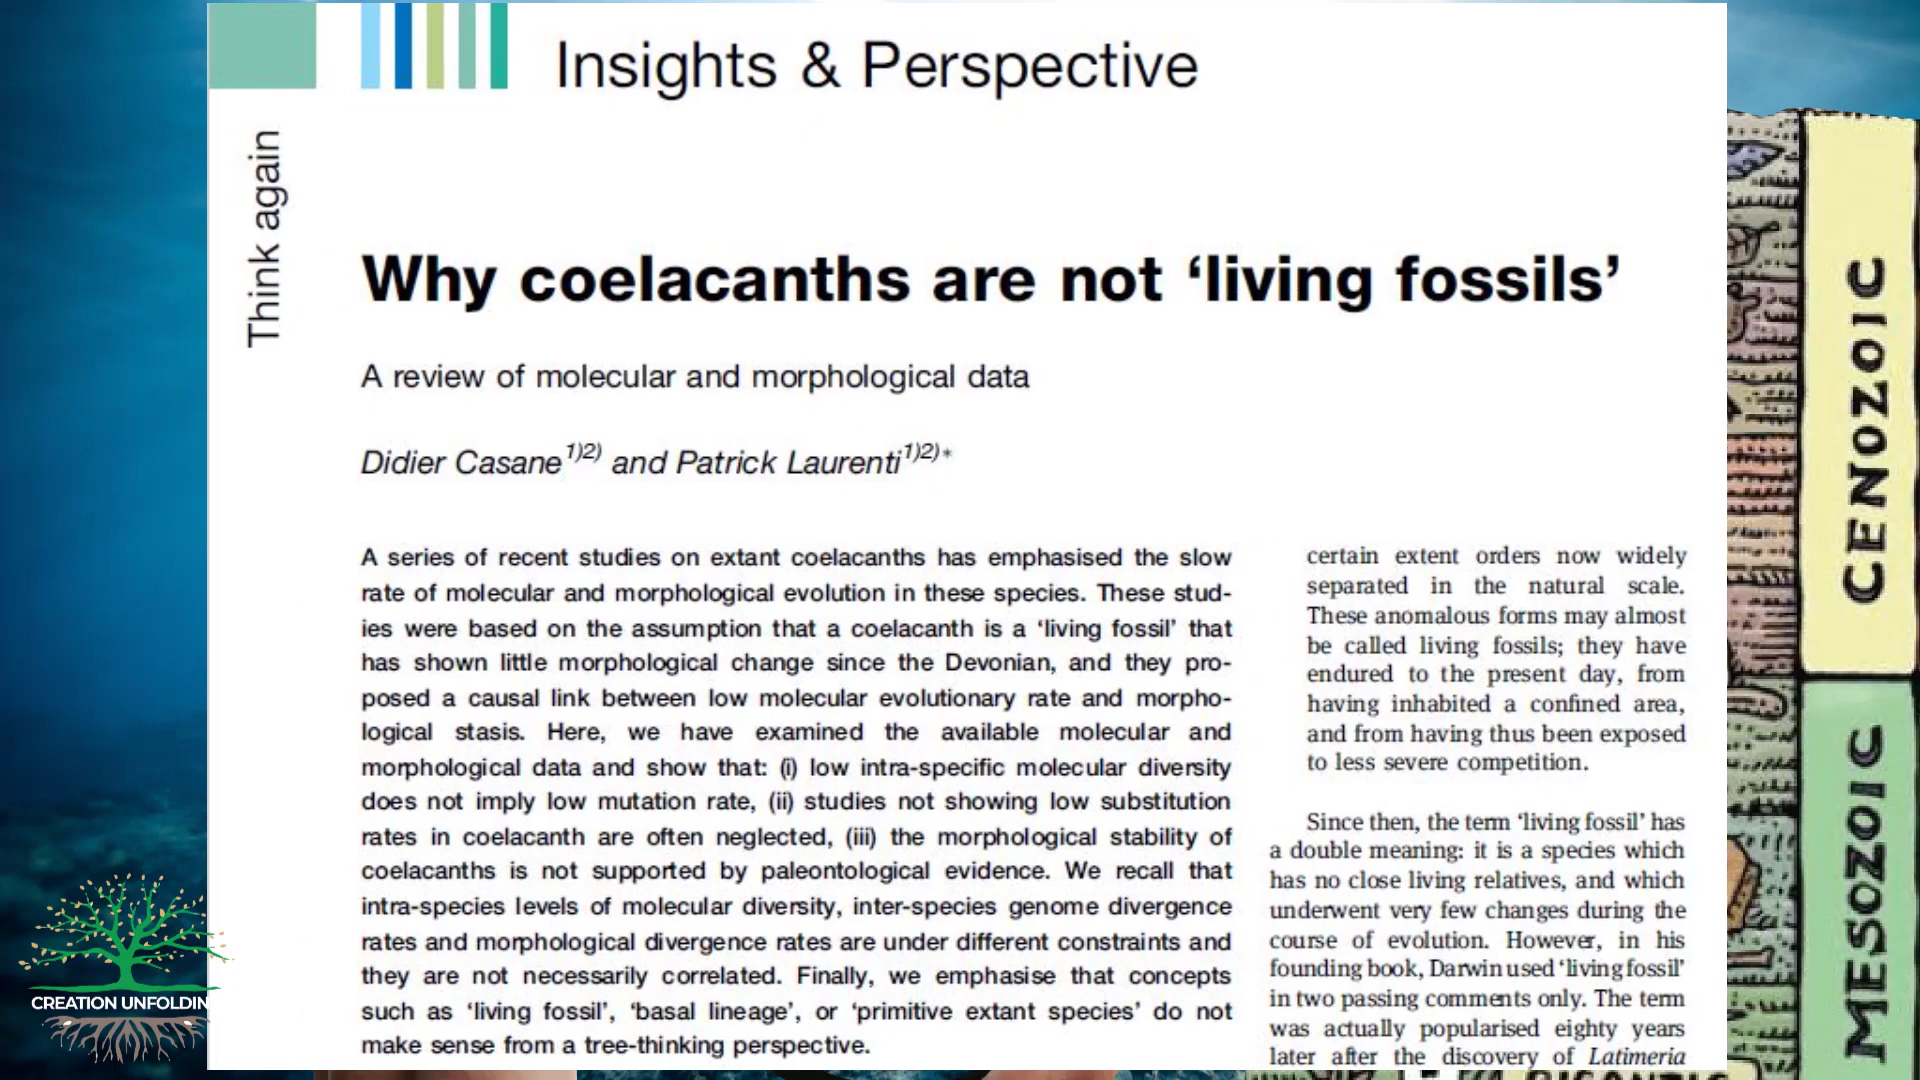 Insights & Perspective
Think again
Why coelacanths are not ‘living fossils’
A review of molecular and morphological data
Didier Casane1)2) and Patrick Laurenti1)2)*
A series of recent studies on extant coelacanths has emphasised the slow
rate of molecular and morphological evolution in these species. These stud-
ies were based on the assumption that a coelacanth is a ‘living fossil’ that
has shown little morphological change since the Devonian, and they pro-
posed a causal link between low molecular evolutionary rate and morpho-
logical stasis. Here, we have examined the available molecular and
morphological data and show that: (i) low intra-specific molecular diversity
does not imply low mutation rate, (ii) studies not showing low substitution
rates in coelacanth are often neglected, (iii) the morphological stability of
coelacanths is not supported by paleontological evidence. We recall that
intra-species levels of molecular diversity, inter-species genome divergence
rates and morphological divergence rates are under different constraints and
they are not necessarily correlated. Finally, we emphasise that concepts
such as ‘living fossil’, ‘basal lineage’, or ‘primitive extant species’ do not
make sense from a tree-thinking perspective.
certain extent orders now widely
separated in the natural scale.
These anomalous forms may almost
be called living fossils; they have
endured to the present day, from
having inhabited a confined area,
and from having thus been exposed
to less severe competition.
Since then, the term ‘living fossil’ has
a double meaning: it is a species which
has no close living relatives, and which
underwent very few changes during the
course of evolution. However, in his
founding book, Darwin used ‘living fossil’
in two passing comments only. The term
was actually popularised eighty years
later after the discovery of Latimeria
CENOZOIC
MESOZOIC
CREATION UNFOLDIN